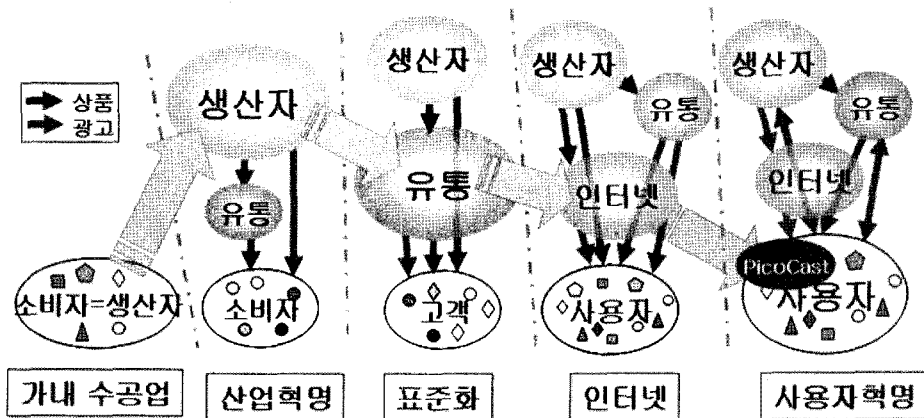 상품
광고
소비자=생산자
가내 수공업
생산자
유통
소비자
산업혁명
생산자
유통
고객
표준화
생산자
유통
인터넷
사용자
인터넷
생산자
유통
인터넷
PicoCast
사용자
사용자혁명